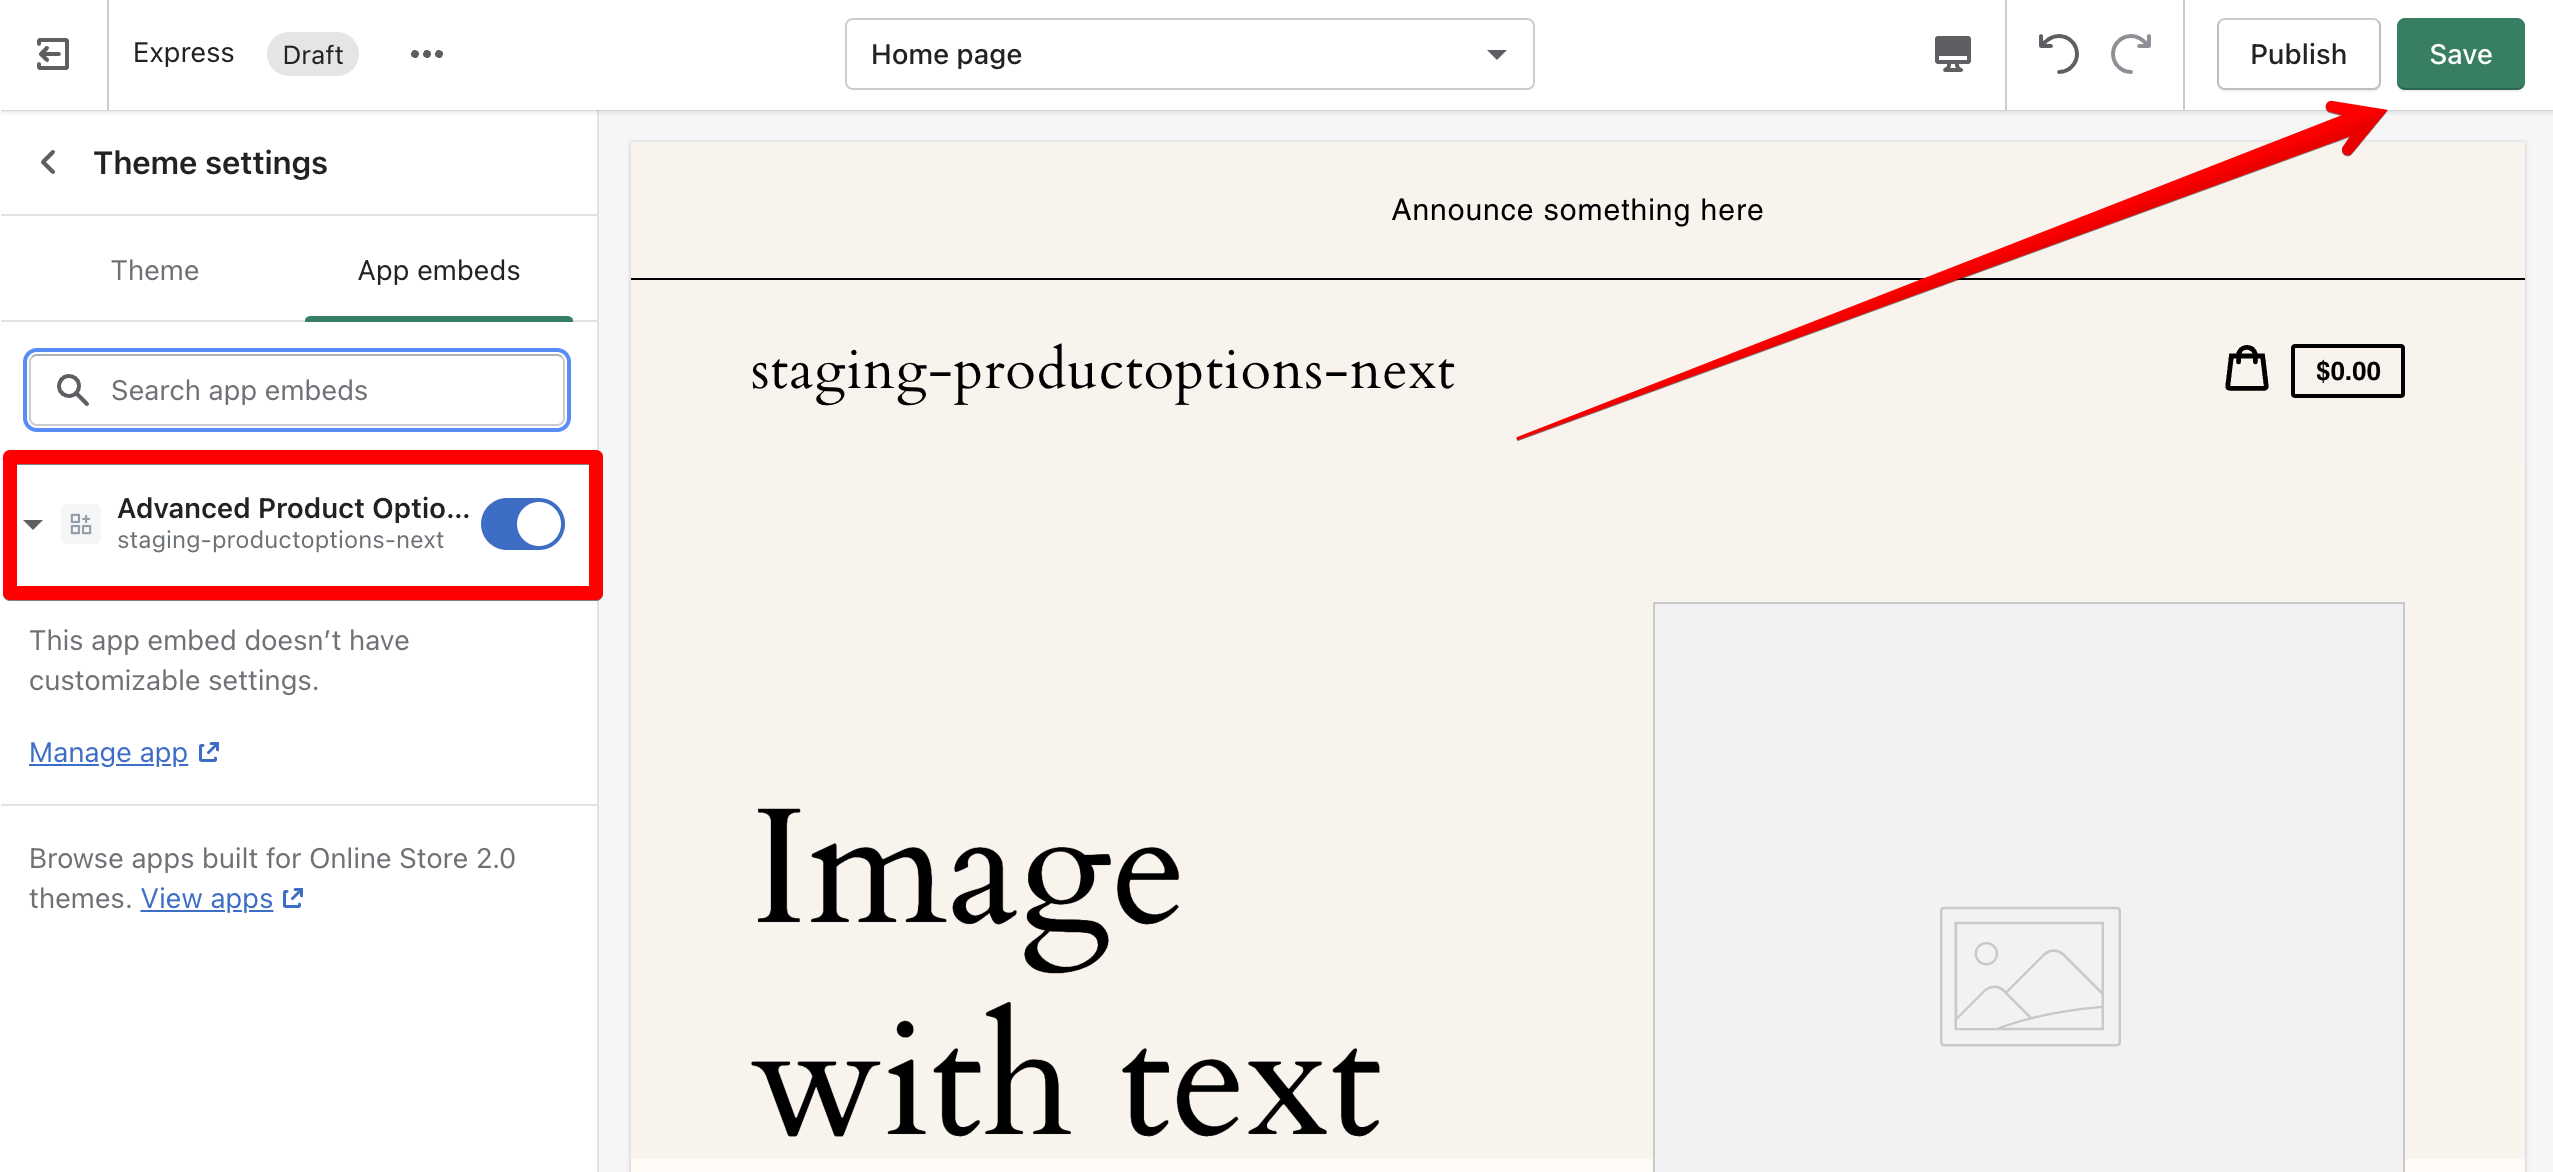 Express
Draft
Home page
Publish
Save
Theme settings
Theme
App embeds
Search app embeds
Advanced Product Optio...
staging-productoptions-next
This app embed doesn’t have
customizable settings.
Manage app
Browse apps built for Online Store 2.0
themes. View apps
Announce something here
staging-productoptions-next
$0.00
Image
with text